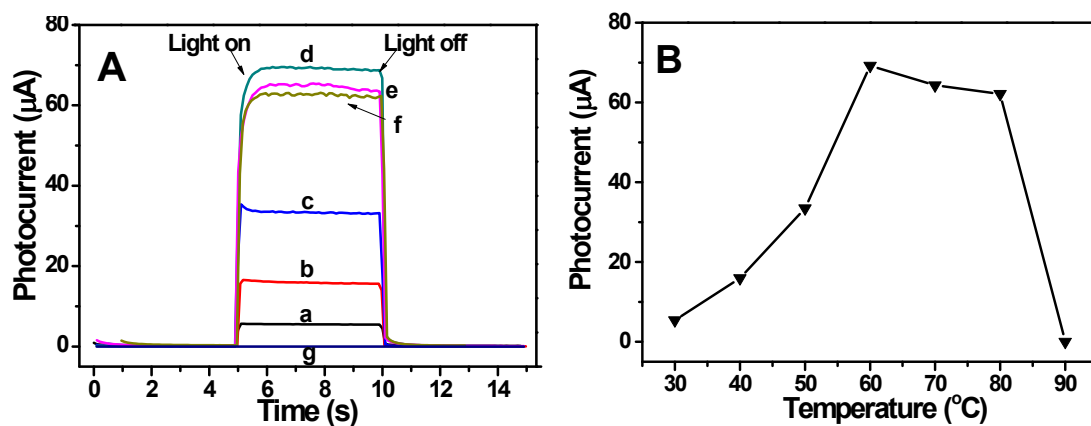 A
Light on
Light off
d
e
f
c
b
a
g
80
60
40
20
0
0 2 4 6 8 10 12 14
Photocurrent (μA)
Time (s)
B
80
60
40
20
0
30 40 50 60 70 80 90
Photocurrent (μA)
Temperature (°C)